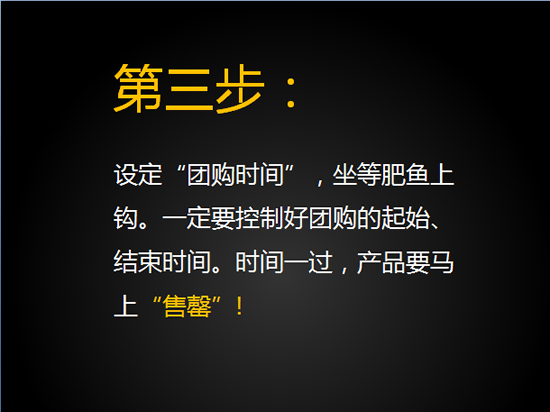 第三步：
设定“团购时间”，坐等肥鱼上
钩。一定要控制好团购的起始、
结束时间。时间一过，产品要马
上“售罄”!